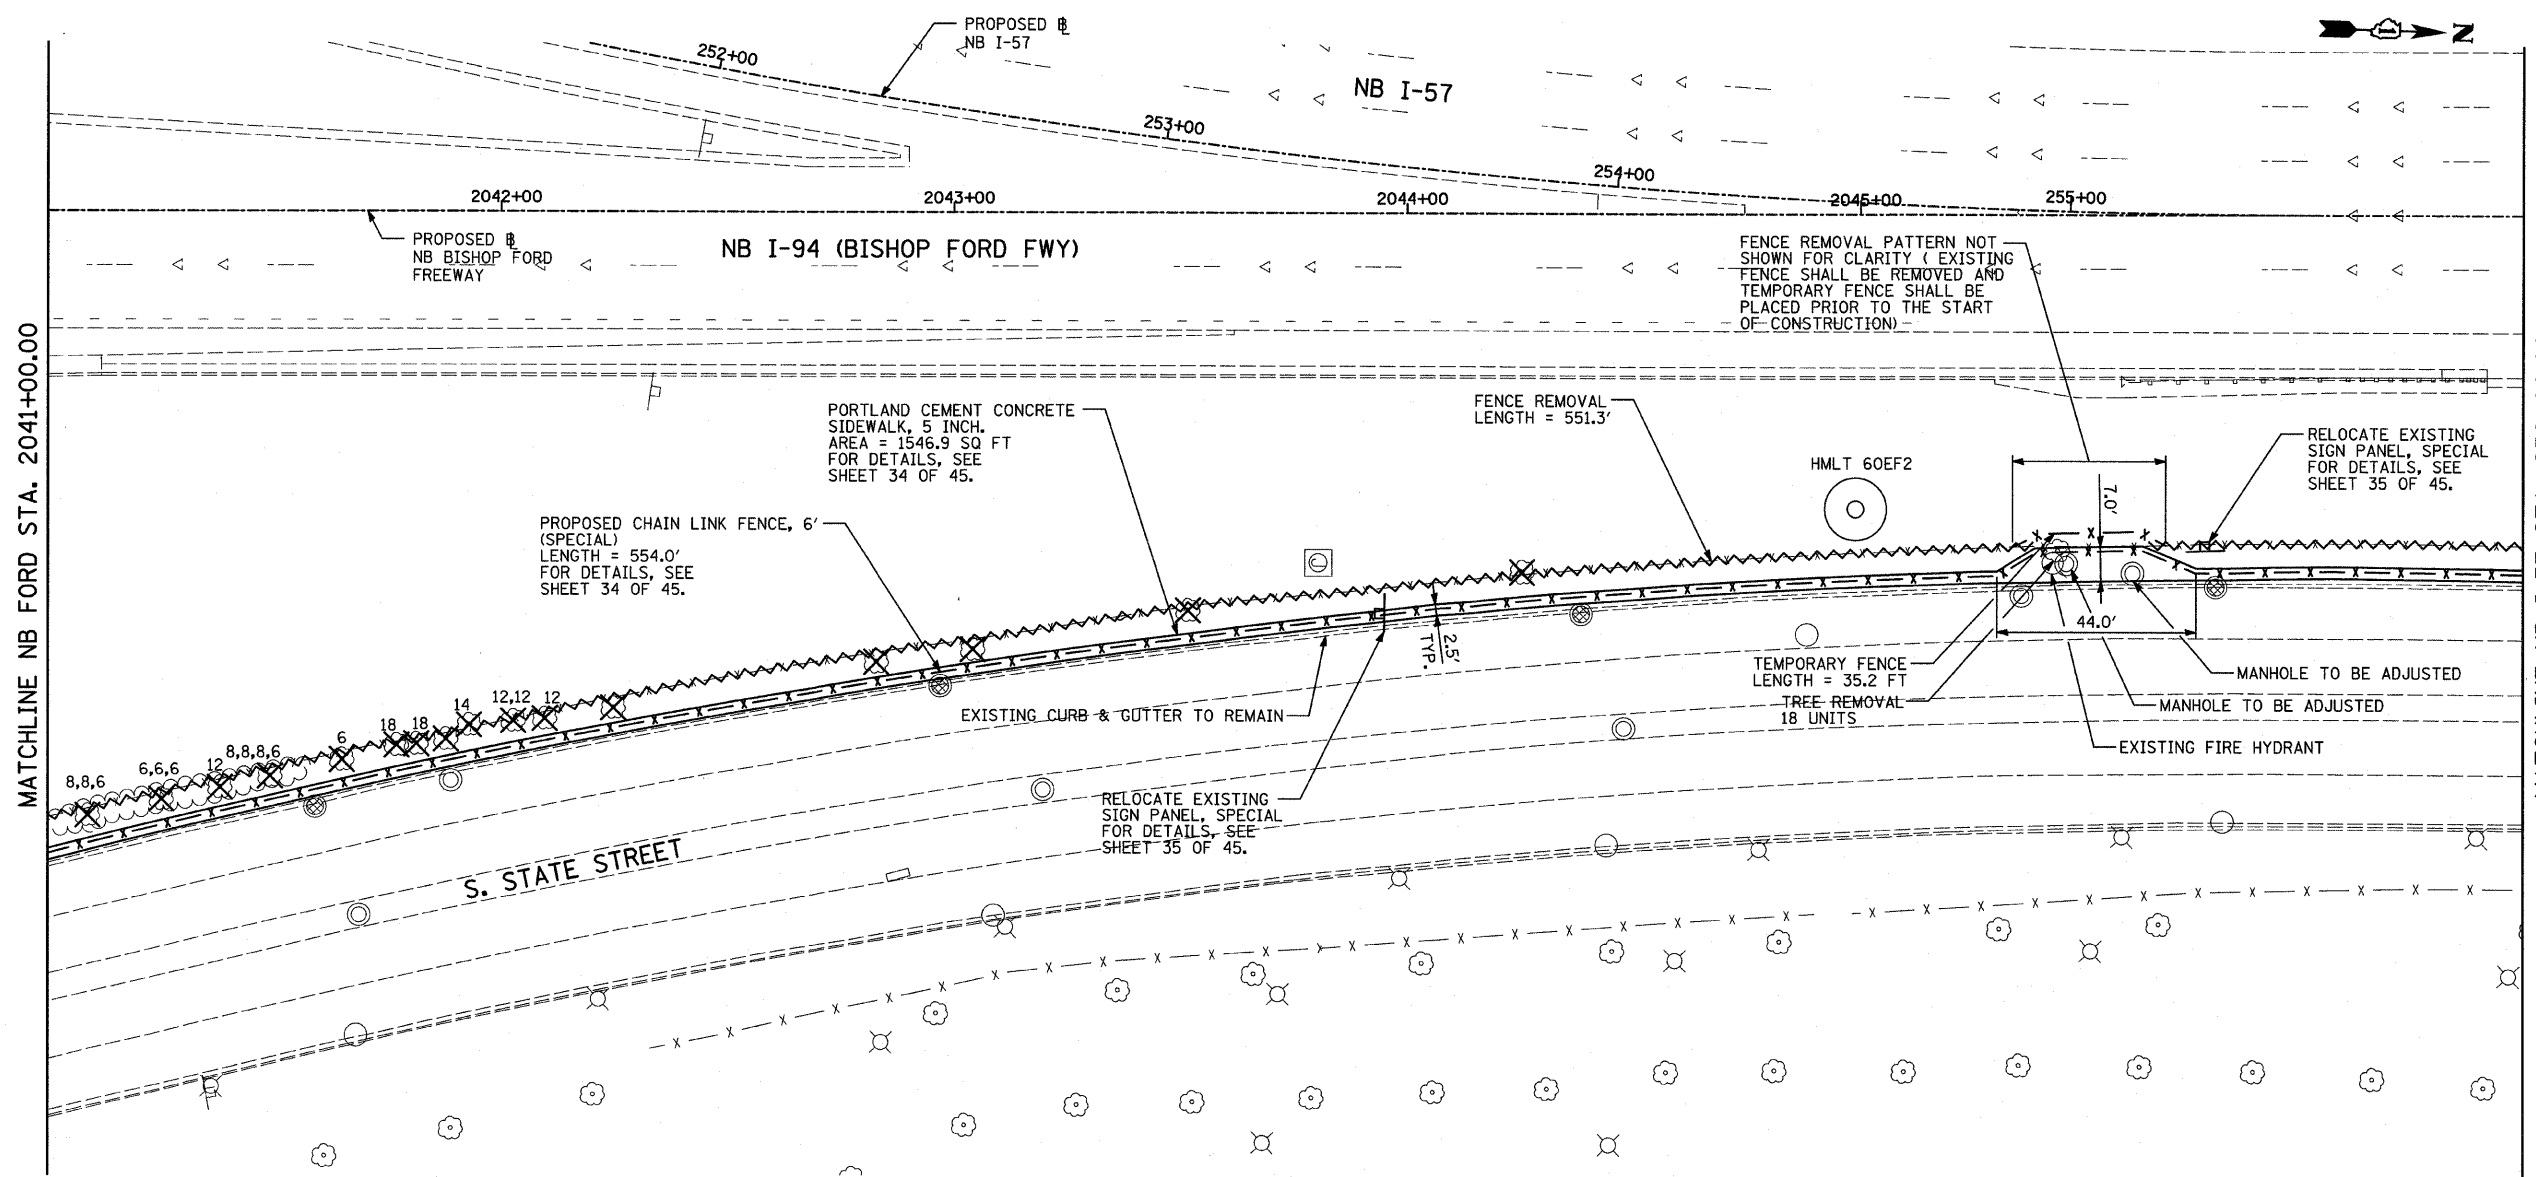 PROPOSED ℄
NB I-57
N
252+00
NB I-57
253+00
254+00
2042+00
2043+00
2044+00
2045+00
255+00
PROPOSED ℄
NB BISHOP FORD
FREEWAY
NB I-94 (BISHOP FORD FWY)
FENCE REMOVAL PATTERN NOT
SHOWN FOR CLARITY ( EXISTING
FENCE SHALL BE REMOVED AND
TEMPORARY FENCE SHALL BE
PLACED PRIOR TO THE START
OF CONSTRUCTION)
MATCHLINE NB FORD STA. 2041+00.00
PORTLAND CEMENT CONCRETE
SIDEWALK, 5 INCH.
AREA = 1546.9 SQ FT
FOR DETAILS, SEE
SHEET 34 OF 45.
FENCE REMOVAL
LENGTH = 551.3'
HMLT 60EF2
RELOCATE EXISTING
SIGN PANEL, SPECIAL
FOR DETAILS, SEE
SHEET 35 OF 45.
7.0'
PROPOSED CHAIN LINK FENCE, 6'
(SPECIAL)
LENGTH = 554.0'
FOR DETAILS, SEE
SHEET 34 OF 45.
2.5'
TYP.
44.0'
TEMPORARY FENCE
LENGTH = 35.2 FT
TREE REMOVAL
18 UNITS
MANHOLE TO BE ADJUSTED
MANHOLE TO BE ADJUSTED
EXISTING FIRE HYDRANT
EXISTING CURB & GUTTER TO REMAIN
8,8,6
6,6,6
12
8,8,8,6
6
18
18
14
12,12
12
RELOCATE EXISTING
SIGN PANEL, SPECIAL
FOR DETAILS, SEE
SHEET 35 OF 45.
S. STATE STREET